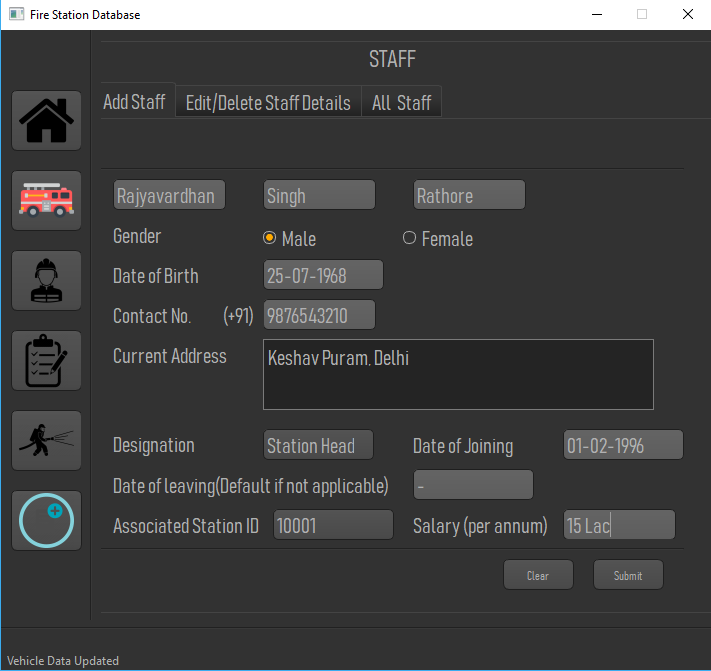 Fire Station Database
STAFF
Add Staff Edit/Delete Staff Details All Staff
Rajyavardhan Singh Rathore
Gender Male Female
Date of Birth 25-07-1968
Contact No. (+91) 9876543210
Current Address Keshav Puram, Delhi
Designation Station Head Date of Joining 01-02-1996
Date of leaving(Default if not applicable) -
Associated Station ID 10001 Salary (per annum) 15 Lac
Clear Submit
Vehicle Data Updated